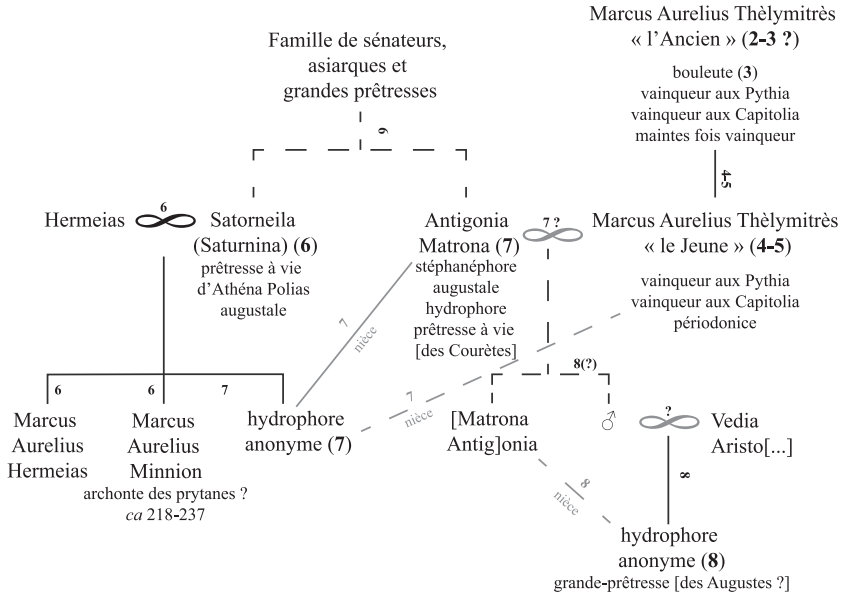 Marcus Aurelius Thèlymitrès
« l'Ancien » (2-3 ?)
bouleute (3)
vainqueur aux Pythia
vainqueur aux Capitolia
maintes fois vainqueur
Famille de sénateurs,
asiarques et
grandes prêtresses
6
4-5
Hermeias
6
Satorneila
(Saturnina) (6)
prêtresse à vie
d'Athéna Polias
augustale
Antigonia
Matrona (7)
stéphanéphore
augustale
hydrophore
prêtresse à vie
[des Courètes]
7 ?
Marcus Aurelius Thèlymitrès
« le Jeune » (4-5)
vainqueur aux Pythia
vainqueur aux Capitolia
périodonice
7
nièce
7
nièce
6
6
7
8(?)
Marcus
Aurelius
Hermeias
Marcus
Aurelius
Minnion
archonte des prytanes ?
ca 218-237
hydrophore
anonyme (7)
[Matrona
Antig]onia
♂
?
Vedia
Aristo[...]
8
nièce
8
hydrophore
anonyme (8)
grande-prêtresse [des Augustes ?]